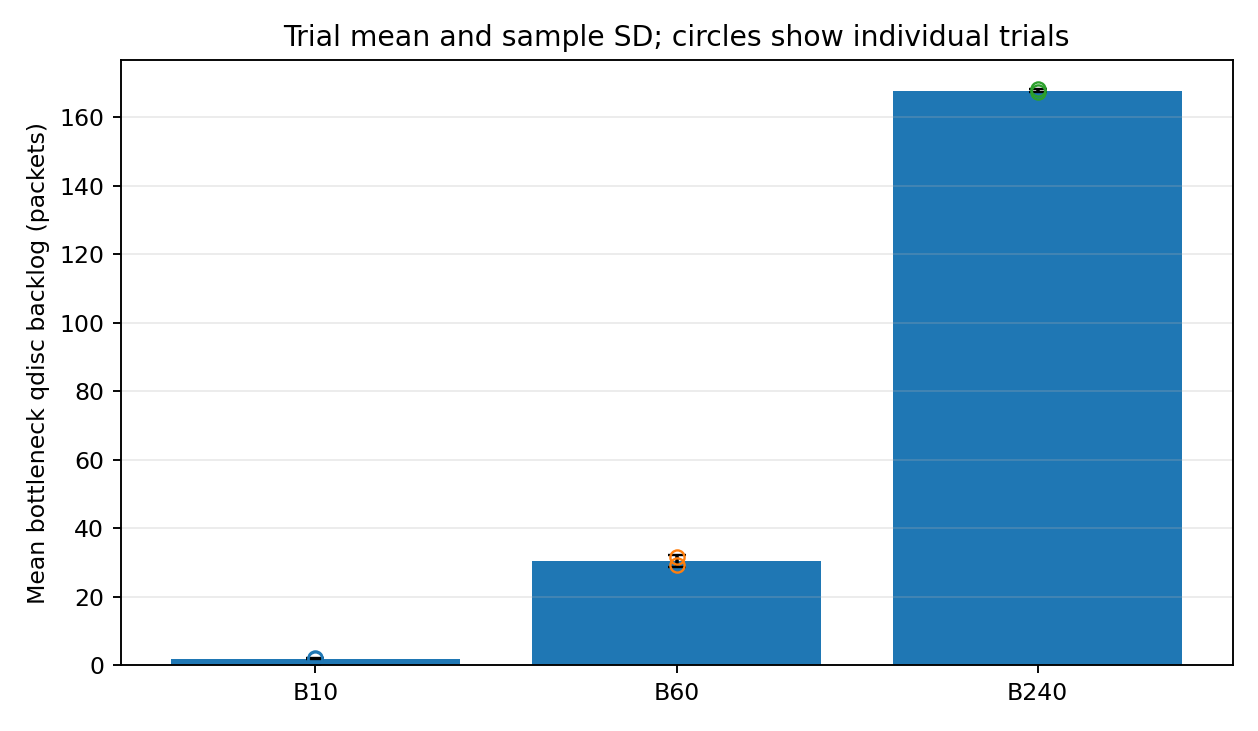 Trial mean and sample SD; circles show individual trials
Mean bottleneck qdisc backlog (packets)
160
140
120
100
80
60
40
20
0
B10
B60
B240